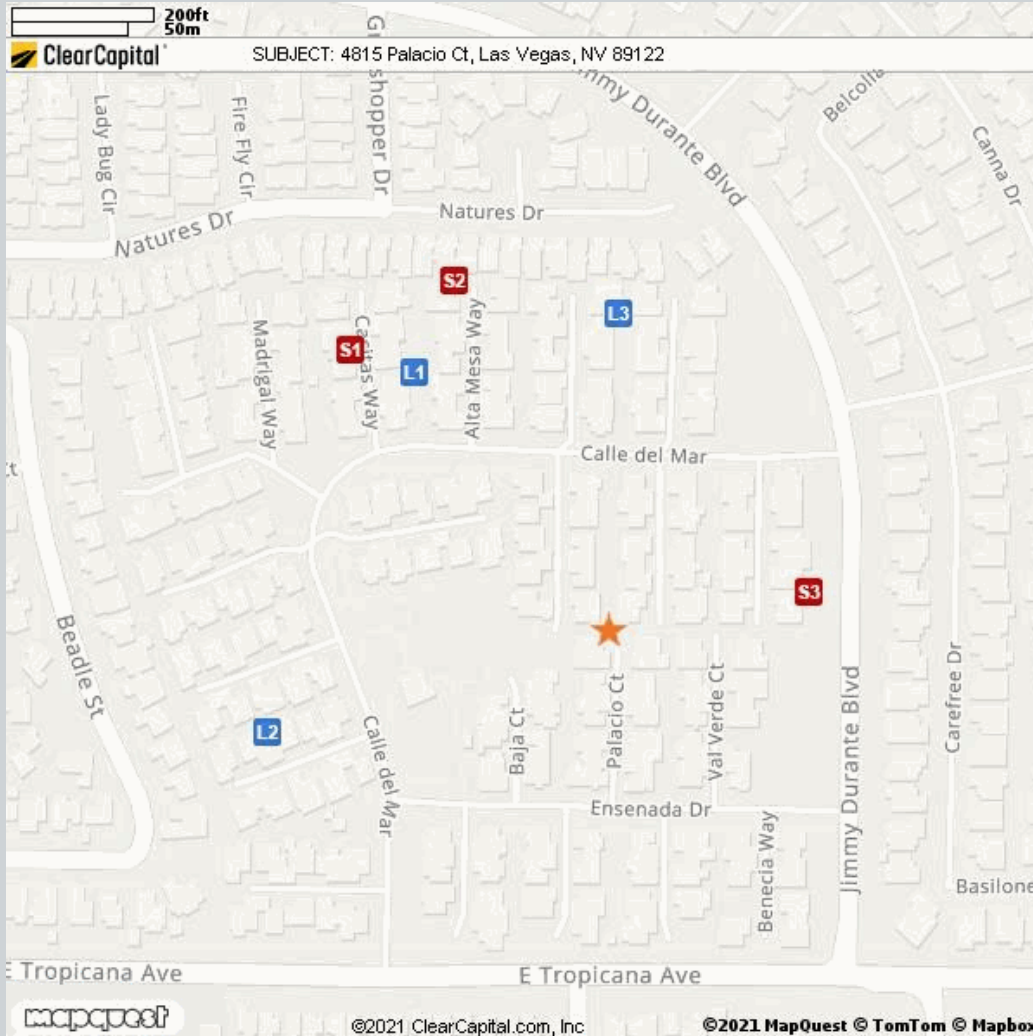 200ft
50m
ClearCapital
SUBJECT: 4815 Palacio Ct, Las Vegas, NV 89122
Jimmy Durante Blvd
Lady Bug Cir
Fire Fly Cir
shopper Dr
Canna Dr
Natures Dr
Natures Dr
S2
L3
Madrigal Way
S1
Casitas Way
L1
Alta Mesa Way
Calle del Mar
S3
Beadle St
L2
Calle del Mar
Baja Ct
Palacio Ct
Val Verde Ct
Jimmy Durante Blvd
Carefree Dr
Ensenada Dr
Benecia Way
Basilone
E Tropicana Ave
E Tropicana Ave
mapquest
©2021 ClearCapital.com, Inc
©2021 MapQuest © TomTom © Mapbox